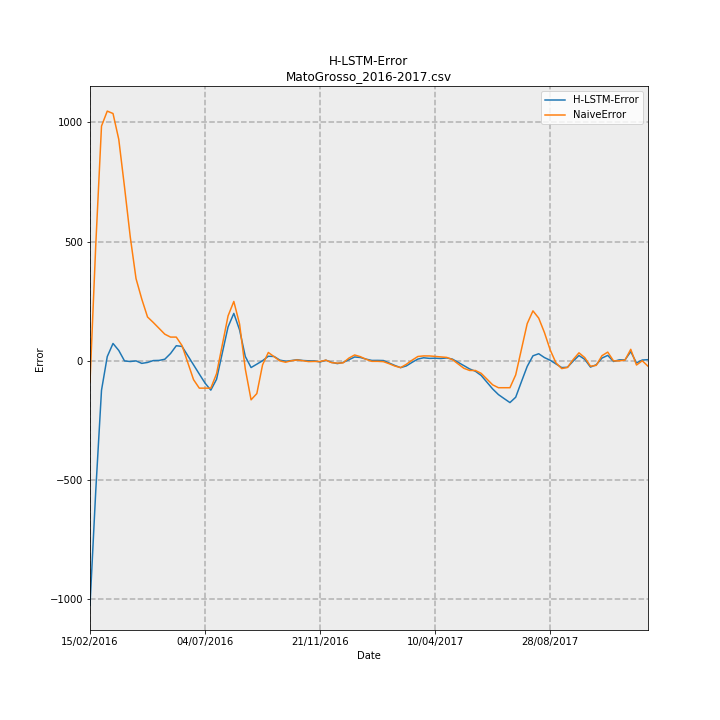 H-LSTM-Error
MatoGrosso_2016-2017.csv
H-LSTM-Error
NaiveError
1000
500
0
−500
−1000
Error
15/02/2016
04/07/2016
21/11/2016
10/04/2017
28/08/2017
Date